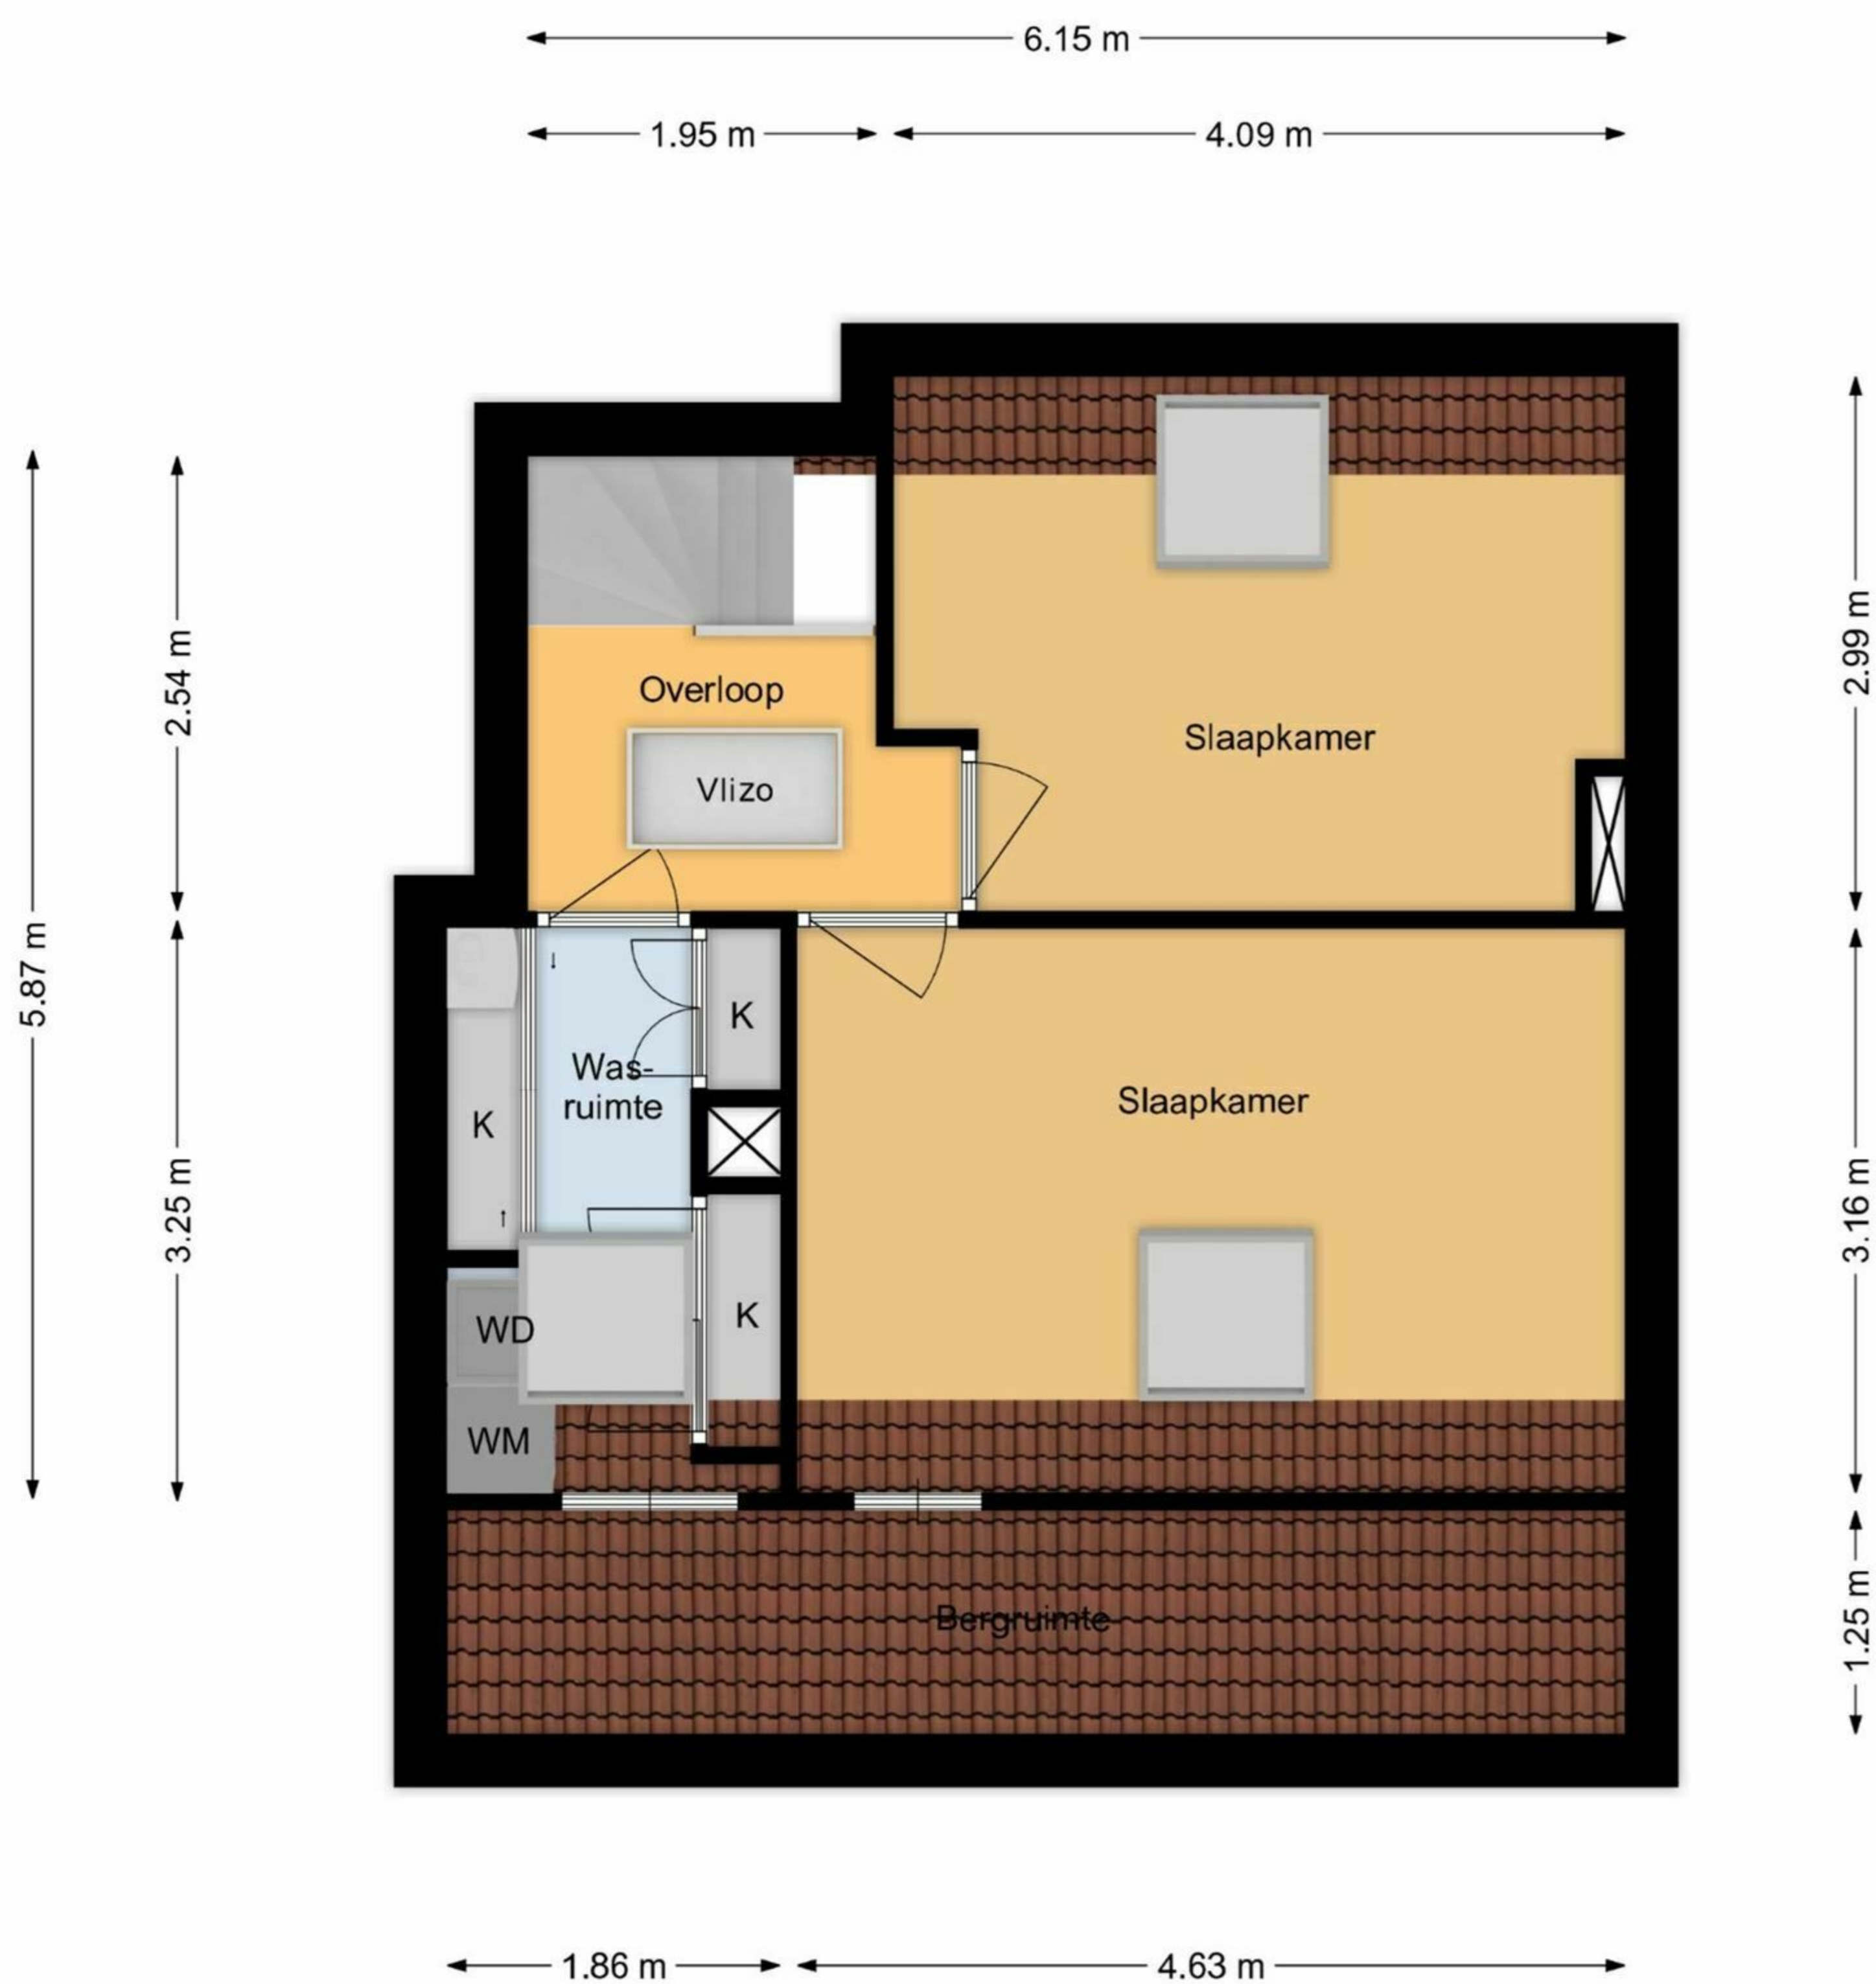 6.15 m
1.95 m
4.09 m
5.87 m
2.54 m
3.25 m
2.99 m
3.16 m
1.25 m
Overloop
Vlizo
Slaapkamer
K
Was-
ruimte
K
Slaapkamer
K
WD
WM
Bergruimte
1.86 m
4.63 m